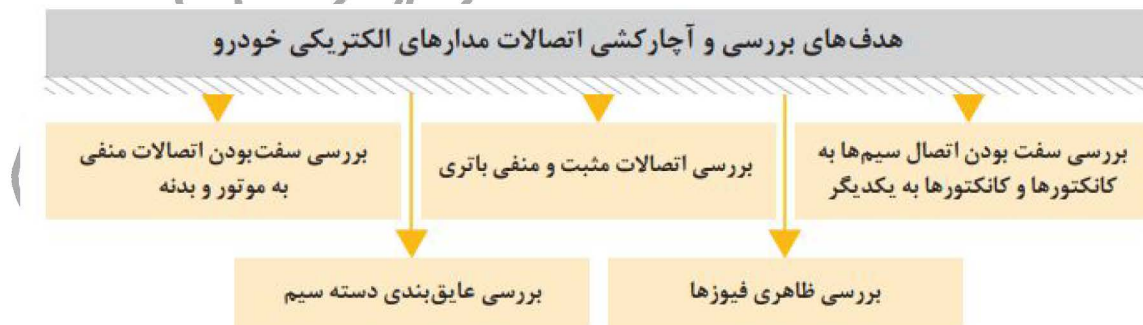 هدف‌های بررسی و آچارکشی اتصالات مدارهای الکتریکی خودرو
بررسی سفت بودن اتصال سیم‌ها به
کانکتورها و کانکتورها به یکدیگر
بررسی اتصالات مثبت و منفی باتری
بررسی سفت‌بودن اتصالات منفی
به موتور و بدنه
بررسی ظاهری فیوزها
بررسی عایق‌بندی دسته سیم